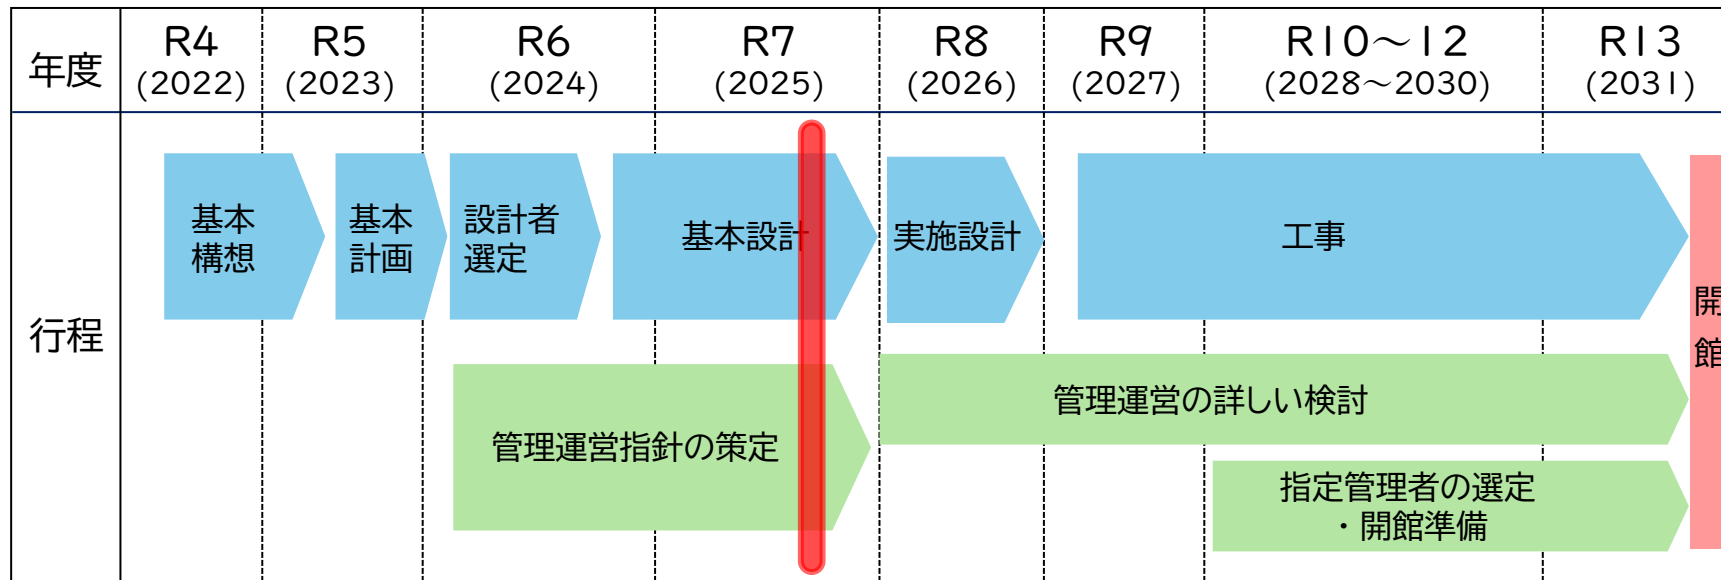 年度
R4
(2022)
R5
(2023)
R6
(2024)
R7
(2025)
R8
(2026)
R9
(2027)
R10～12
(2028～2030)
R13
(2031)
行程
基本
構想
基本
計画
設計者
選定
基本設計
実施設計
工事
開
館
管理運営指針の策定
管理運営の詳しい検討
指定管理者の選定
・開館準備